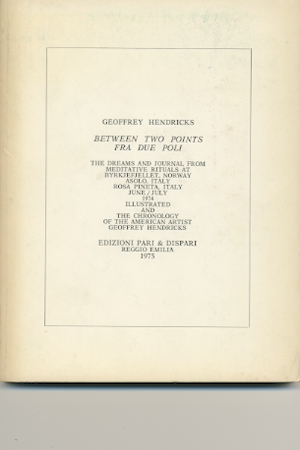 GEOFFREY HENDRICKS
BETWEEN TWO POINTS
FRA DUE POLI
THE DREAMS AND JOURNAL FROM
MEDITATIVE RITUALS AT
BYRKJEFJELLET, NORWAY
ASOLO, ITALY
ROSA PINETA, ITALY
JUNE / JULY
1974
ILLUSTRATED
AND
THE CHRONOLOGY
OF THE AMERICAN ARTIST
GEOFFREY HENDRICKS
EDIZIONI PARI & DISPARI
REGGIO EMILIA
1975